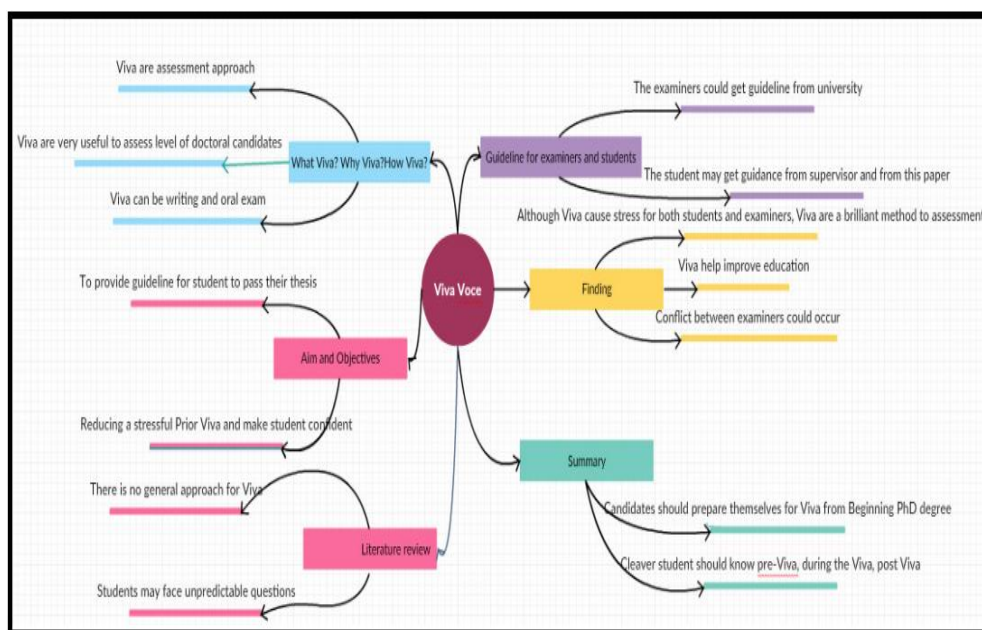 Viva are assessment approach
Viva are very useful to assess level of doctoral candidates
Viva can be writing and oral exam
What Viva? Why Viva?How Viva?
To provide guideline for student to pass their thesis
Aim and Objectives
Reducing a stressful Prior Viva and make student confident
There is no general approach for Viva
Literature review
Students may face unpredictable questions
Viva Voce
The examiners could get guideline from university
Guideline for examiners and students
The student may get guidance from supervisor and from this paper
Although Viva cause stress for both students and examiners, Viva are a brilliant method to assessment
Finding
Viva help improve education
Conflict between examiners could occur
Summary
Candidates should prepare themselves for Viva from Beginning PhD degree
Cleaver student should know pre-Viva, during the Viva, post Viva